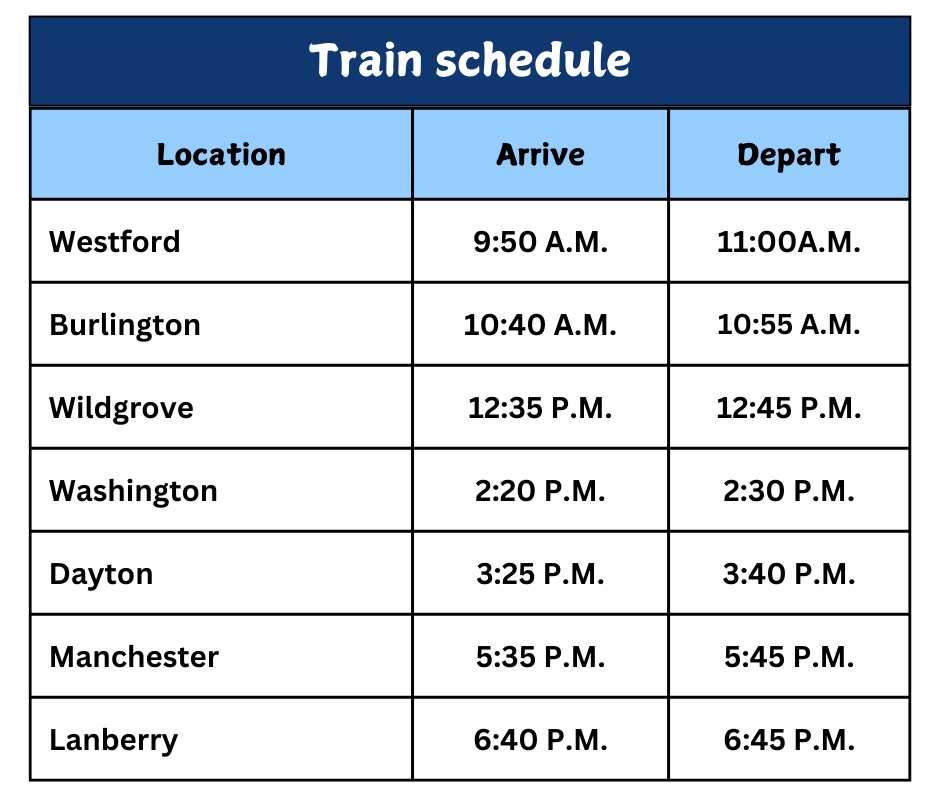 Train schedule
Location Arrive Depart
Westford 9:50 A.M. 11:00A.M.
Burlington 10:40 A.M. 10:55 A.M.
Wildgrove 12:35 P.M. 12:45 P.M.
Washington 2:20 P.M. 2:30 P.M.
Dayton 3:25 P.M. 3:40 P.M.
Manchester 5:35 P.M. 5:45 P.M.
Lanberry 6:40 P.M. 6:45 P.M.